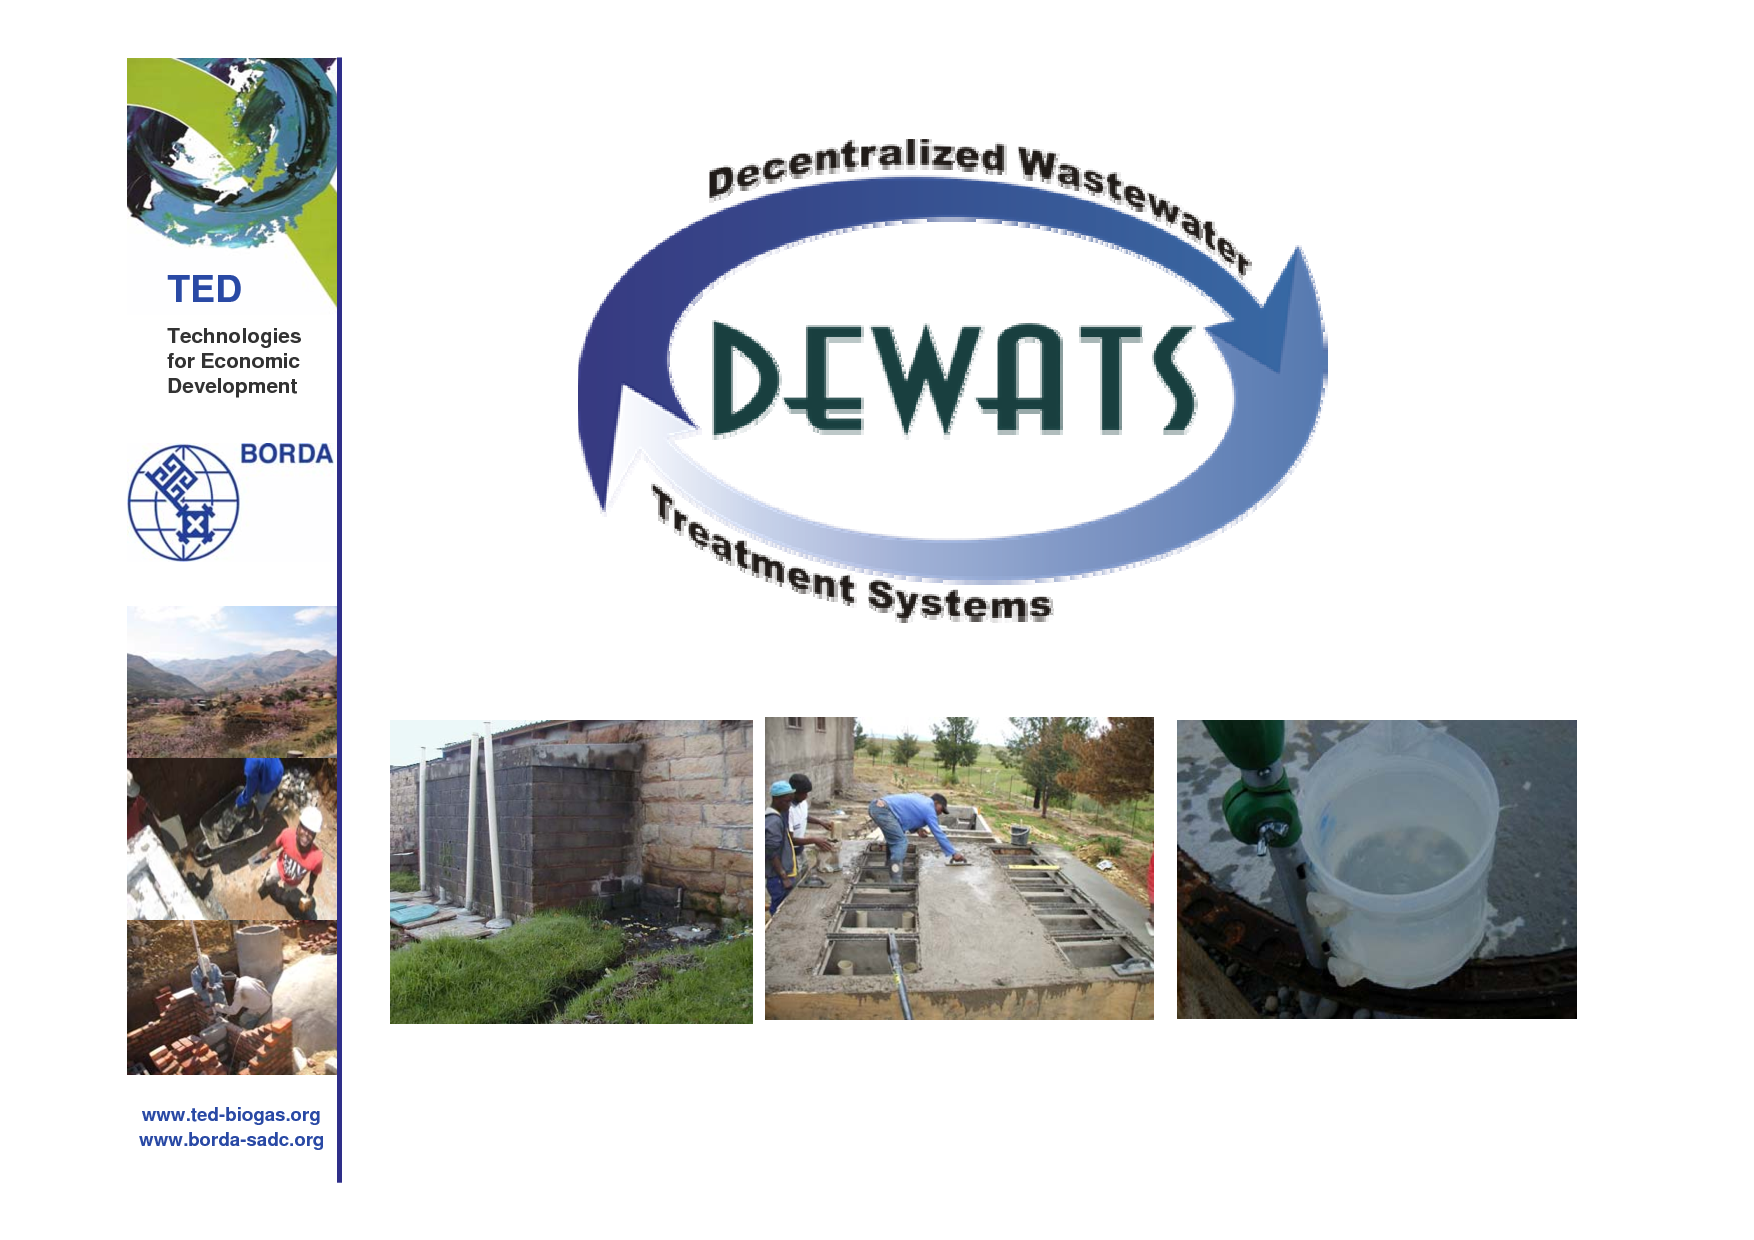 TED
Technologies
for Economic
Development
BORDA
www.ted-biogas.org
www.borda-sadc.org
Decentralized Wastewater
DEWATS
Treatment Systems